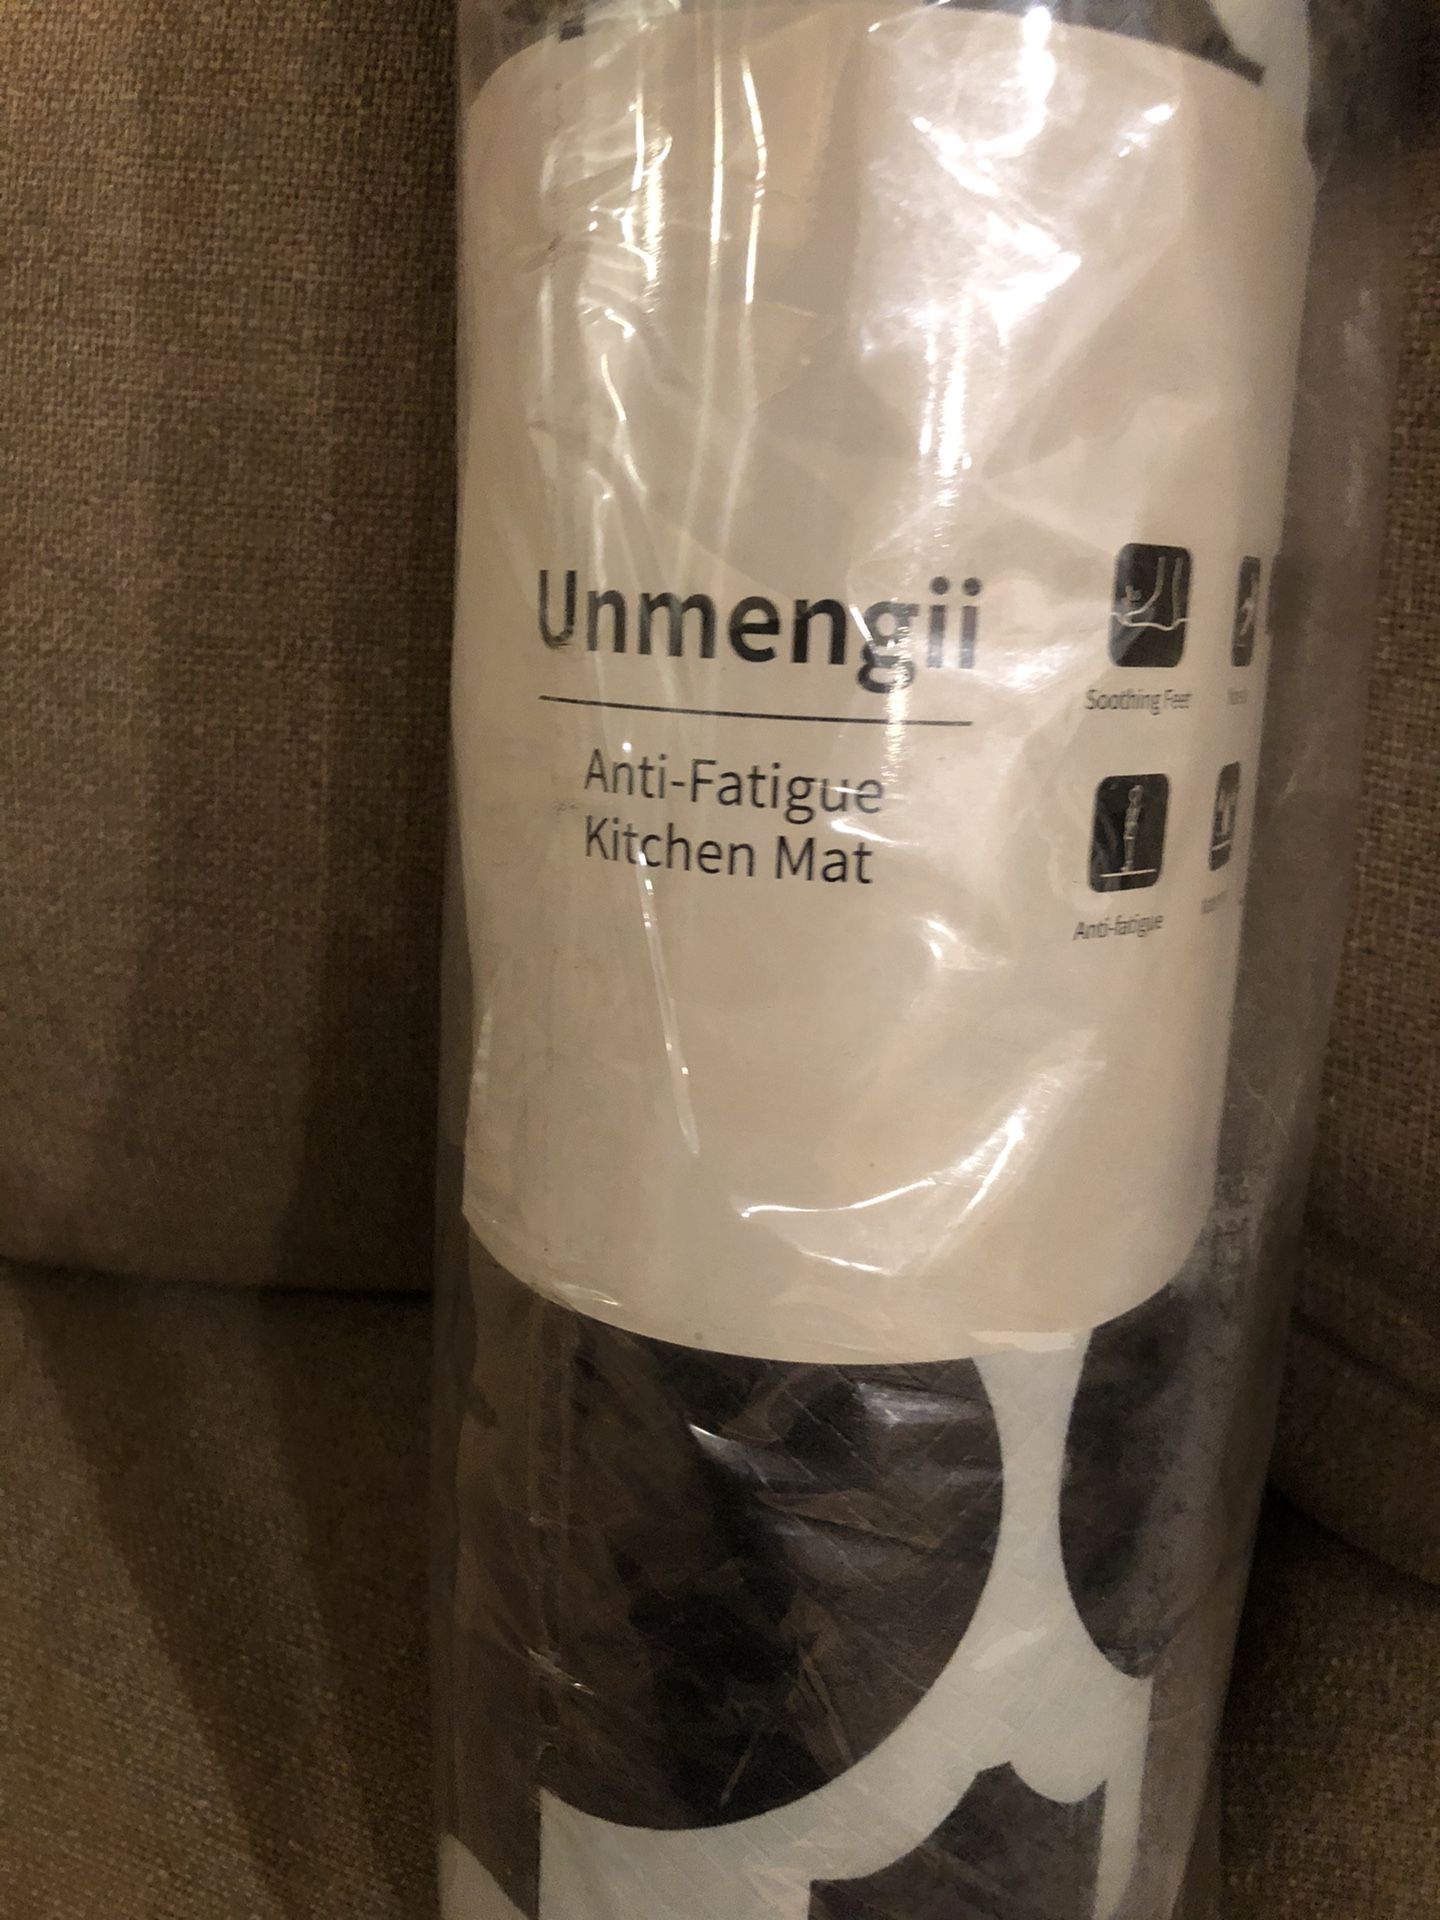 Unmengii
Anti-Fatigue
Kitchen Mat
Soothing Feet
Anti-fatigue